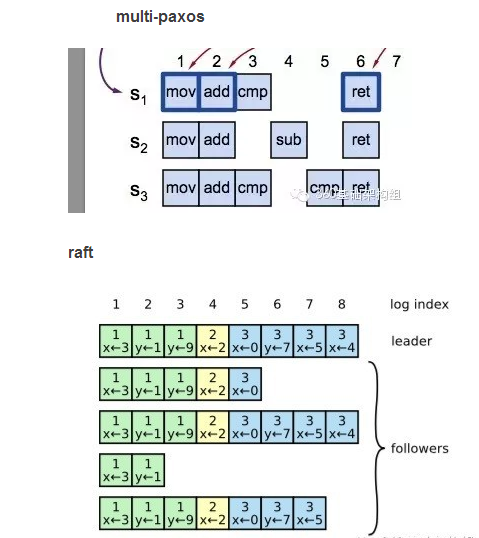 multi-paxos
1 2 3 4 5 6 7
S1 mov add cmp ret
S2 mov add sub ret
S3 mov add cmp cmp ret
360基础架构组
raft
1 2 3 4 5 6 7 8 log index
1 1 1 2 3 3 3 3
x←3 y←1 y←9 x←2 x←0 y←7 x←5 x←4
leader
1 1 1 2 3
x←3 y←1 y←9 x←2 x←0
1 1 1 2 3 3 3 3
x←3 y←1 y←9 x←2 x←0 y←7 x←5 x←4
followers
1 1
x←3 y←1
1 1 1 2 3 3 3
x←3 y←1 y←9 x←2 x←0 y←7 x←5